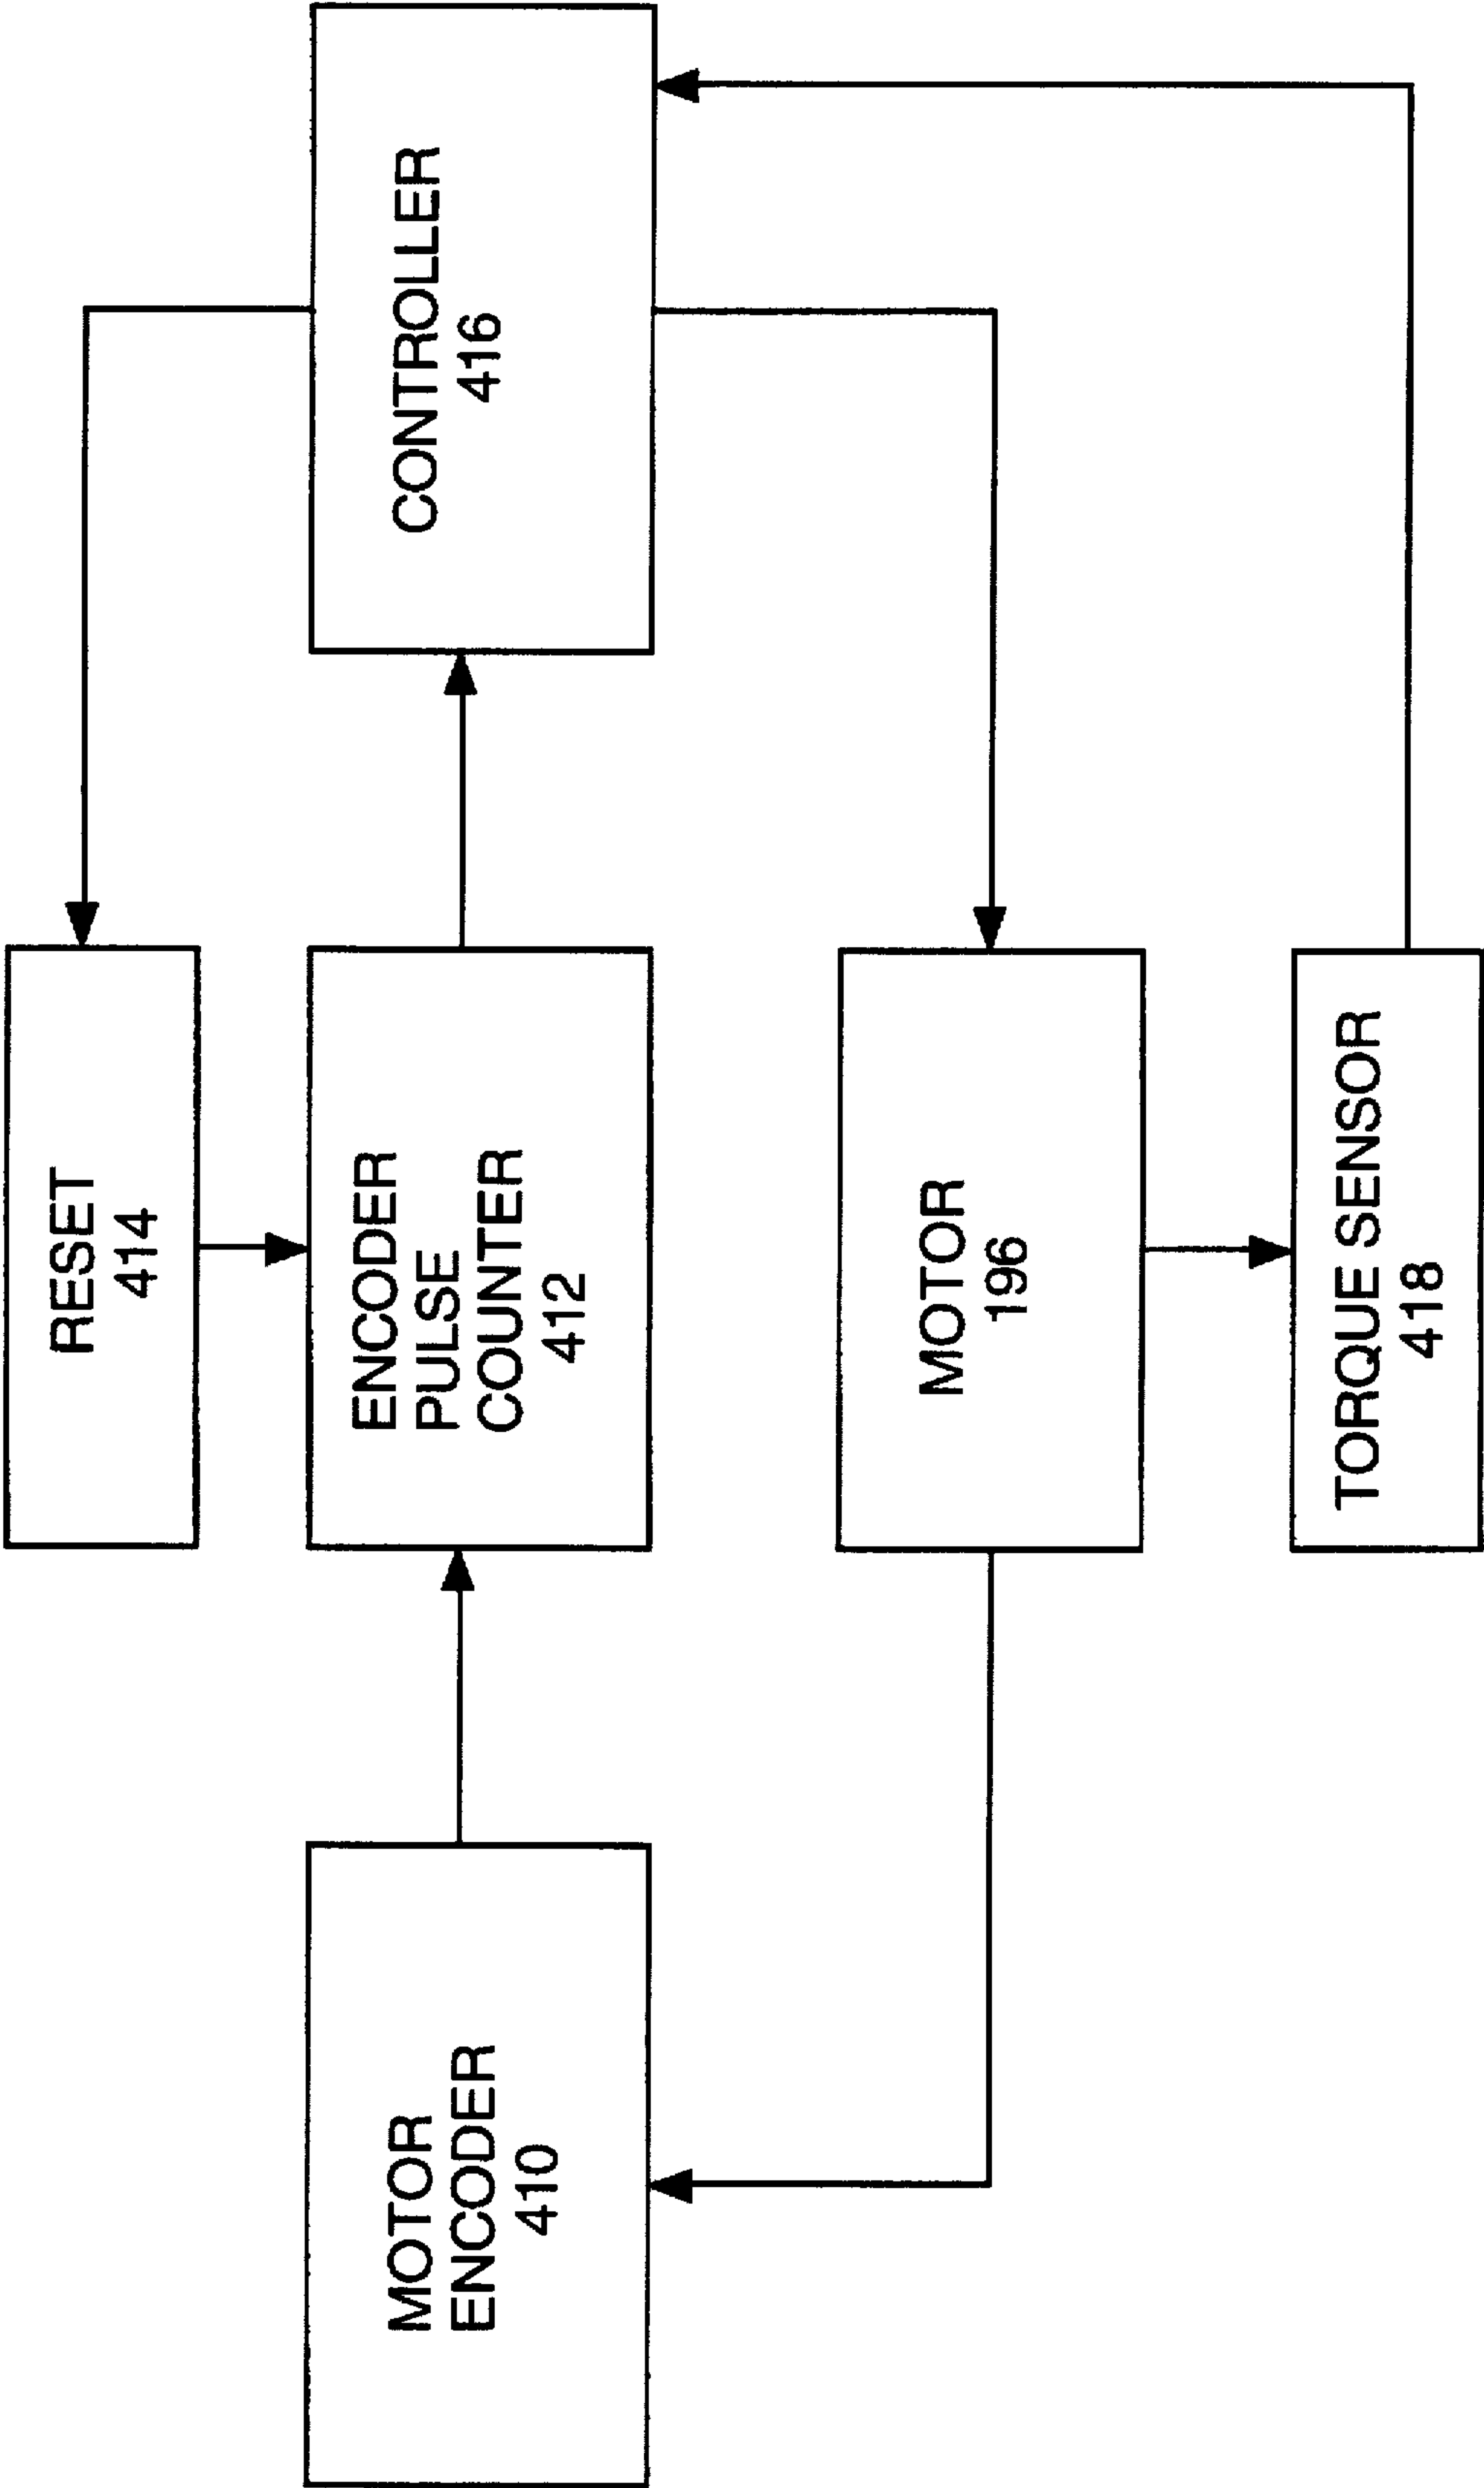 RESET
414
MOTOR
ENCODER
410
ENCODER
PULSE
COUNTER
412
CONTROLLER
416
MOTOR
196
TORQUE SENSOR
418